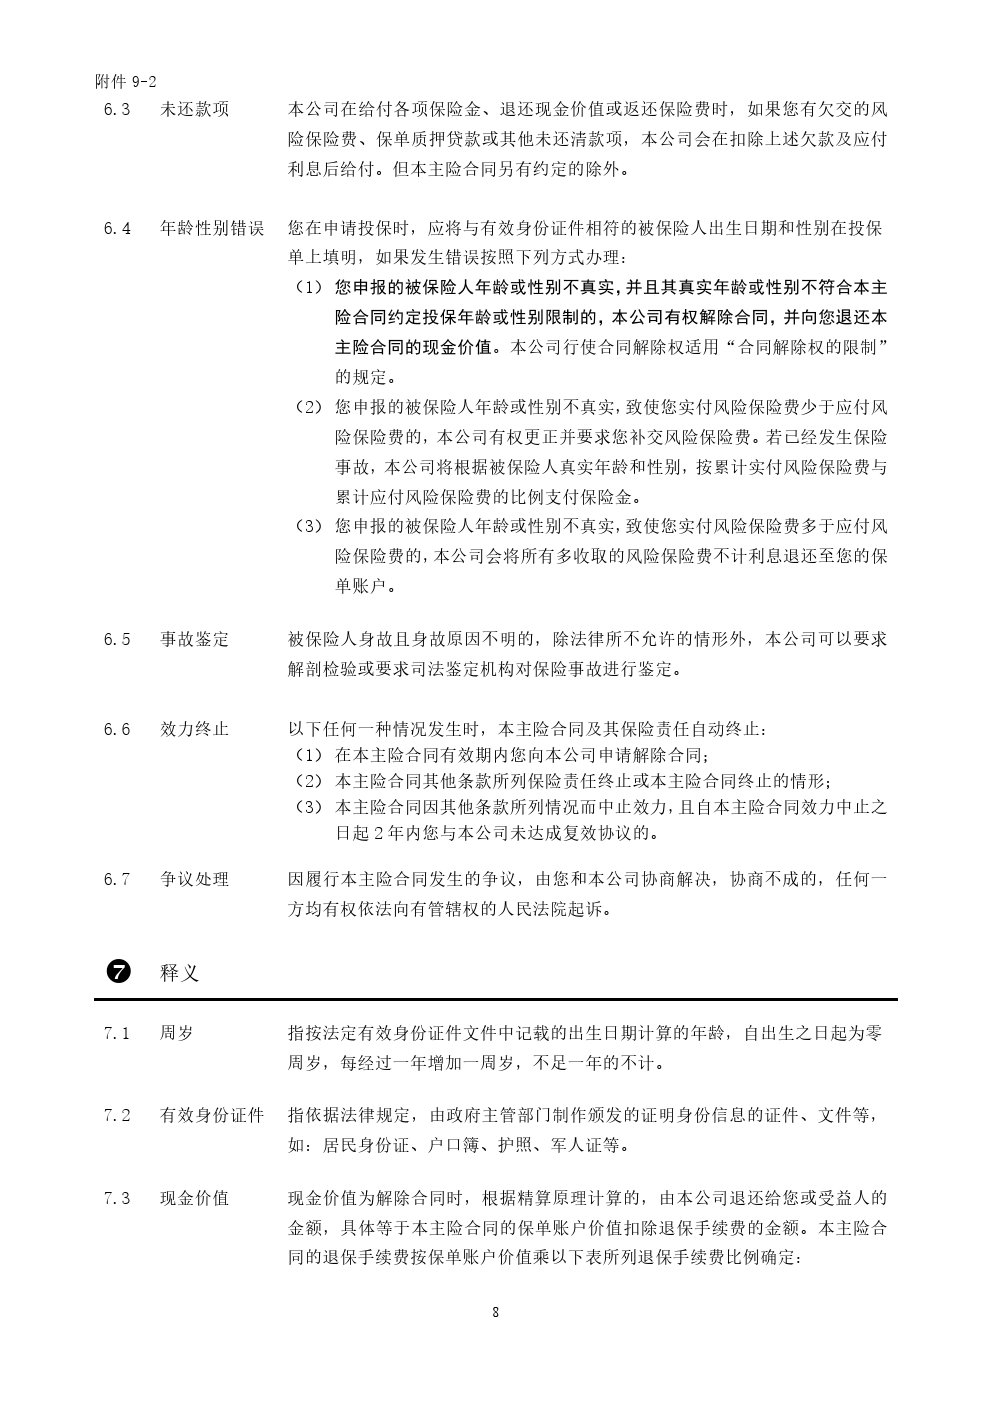 附件 9-2
6.3 未还款项 本公司在给付各项保险金、退还现金价值或返还保险费时，如果您有欠交的风
险保险费、保单质押贷款或其他未还清款项，本公司会在扣除上述欠款及应付
利息后给付。但本主险合同另有约定的除外。
6.4 年龄性别错误 您在申请投保时，应将与有效身份证件相符的被保险人出生日期和性别在投保
单上填明，如果发生错误按照下列方式办理：
（1） 您申报的被保险人年龄或性别不真实，并且其真实年龄或性别不符合本主
险合同约定投保年龄或性别限制的，本公司有权解除合同，并向您退还本
主险合同的现金价值。本公司行使合同解除权适用“合同解除权的限制”
的规定。
（2） 您申报的被保险人年龄或性别不真实，致使您实付风险保险费少于应付风
险保险费的，本公司有权更正并要求您补交风险保险费。若已经发生保险
事故，本公司将根据被保险人真实年龄和性别，按累计实付风险保险费与
累计应付风险保险费的比例支付保险金。
（3） 您申报的被保险人年龄或性别不真实，致使您实付风险保险费多于应付风
险保险费的，本公司会将所有多收取的风险保险费不计利息退还至您的保
单账户。
6.5 事故鉴定 被保险人身故且身故原因不明的，除法律所不允许的情形外，本公司可以要求
解剖检验或要求司法鉴定机构对保险事故进行鉴定。
6.6 效力终止 以下任何一种情况发生时，本主险合同及其保险责任自动终止：
（1） 在本主险合同有效期内您向本公司申请解除合同；
（2） 本主险合同其他条款所列保险责任终止或本主险合同终止的情形；
（3） 本主险合同因其他条款所列情况而中止效力，且自本主险合同效力中止之
日起 2 年内您与本公司未达成复效协议的。
6.7 争议处理 因履行本主险合同发生的争议，由您和本公司协商解决，协商不成的，任何一
方均有权依法向有管辖权的人民法院起诉。
❼ 释义
7.1 周岁 指按法定有效身份证件文件中记载的出生日期计算的年龄，自出生之日起为零
周岁，每经过一年增加一周岁，不足一年的不计。
7.2 有效身份证件 指依据法律规定，由政府主管部门制作颁发的证明身份信息的证件、文件等，
如：居民身份证、户口簿、护照、军人证等。
7.3 现金价值 现金价值为解除合同时，根据精算原理计算的，由本公司退还给您或受益人的
金额，具体等于本主险合同的保单账户价值扣除退保手续费的金额。本主险合
同的退保手续费按保单账户价值乘以下表所列退保手续费比例确定：
8